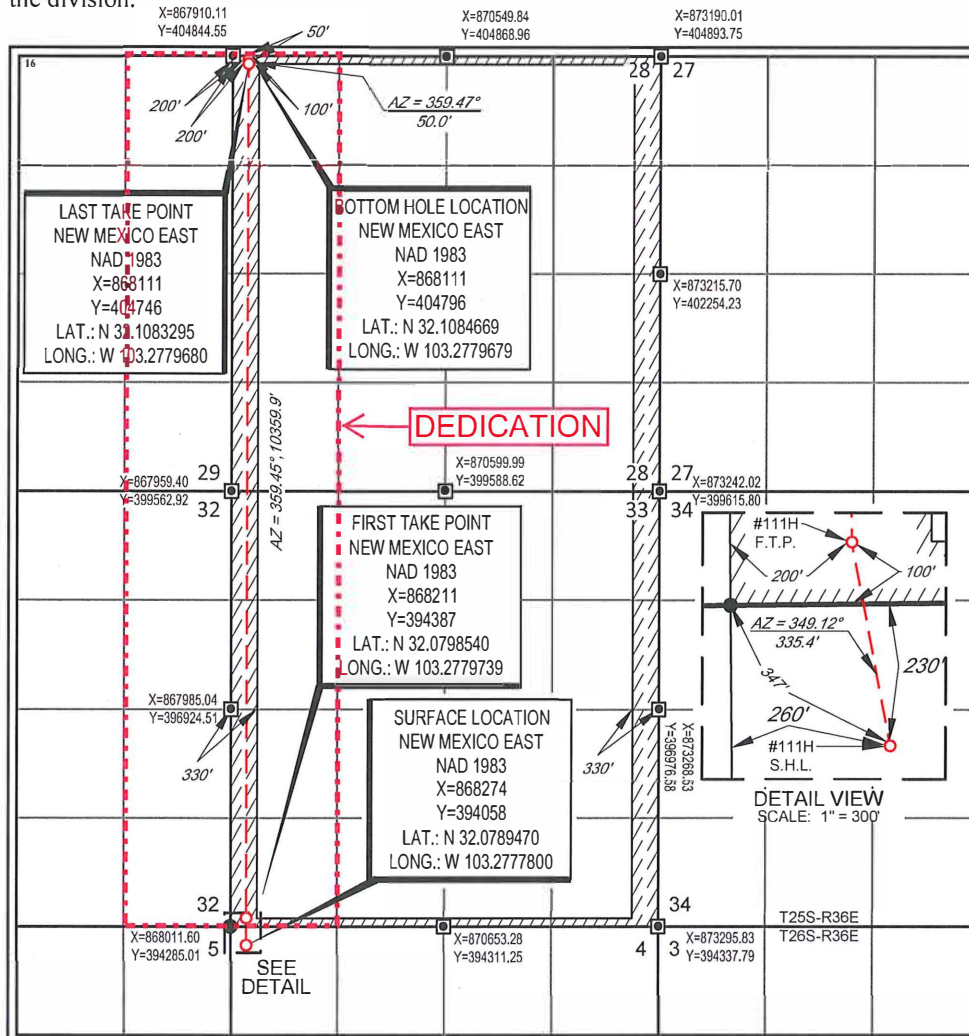 the division.
X=867910.11
Y=404844.55
50'
X=870549.84
Y=404868.96
X=873190.01
Y=404893.75
16
28
27
200'
200'
100'
AZ = 359.47°
50.0'
LAST TAKE POINT
NEW MEXICO EAST
NAD 1983
X=868111
Y=404746
LAT.: N 32.1083295
LONG.: W 103.2779680
BOTTOM HOLE LOCATION
NEW MEXICO EAST
NAD 1983
X=868111
Y=404796
LAT.: N 32.1084669
LONG.: W 103.2779679
X=873215.70
Y=402254.23
AZ = 359.45°, 10359.9'
DEDICATION
X=867959.40
Y=399562.92
29
32
X=870599.99
Y=399588.62
28
33
27
34
X=873242.02
Y=399615.80
FIRST TAKE POINT
NEW MEXICO EAST
NAD 1983
X=868211
Y=394387
LAT.: N 32.0798540
LONG.: W 103.2779739
#111H
F.T.P.
200'
100'
AZ = 349.12°
335.4'
347'
230'
260'
#111H
S.H.L.
DETAIL VIEW
SCALE: 1" = 300'
X=867985.04
Y=396924.51
330'
330'
X=873268.53
Y=396976.58
SURFACE LOCATION
NEW MEXICO EAST
NAD 1983
X=868274
Y=394058
LAT.: N 32.0789470
LONG.: W 103.2777800
32
5
34
4
3
T25S-R36E
T26S-R36E
X=868011.60
Y=394285.01
X=870653.28
Y=394311.25
X=873295.83
Y=394337.79
SEE
DETAIL